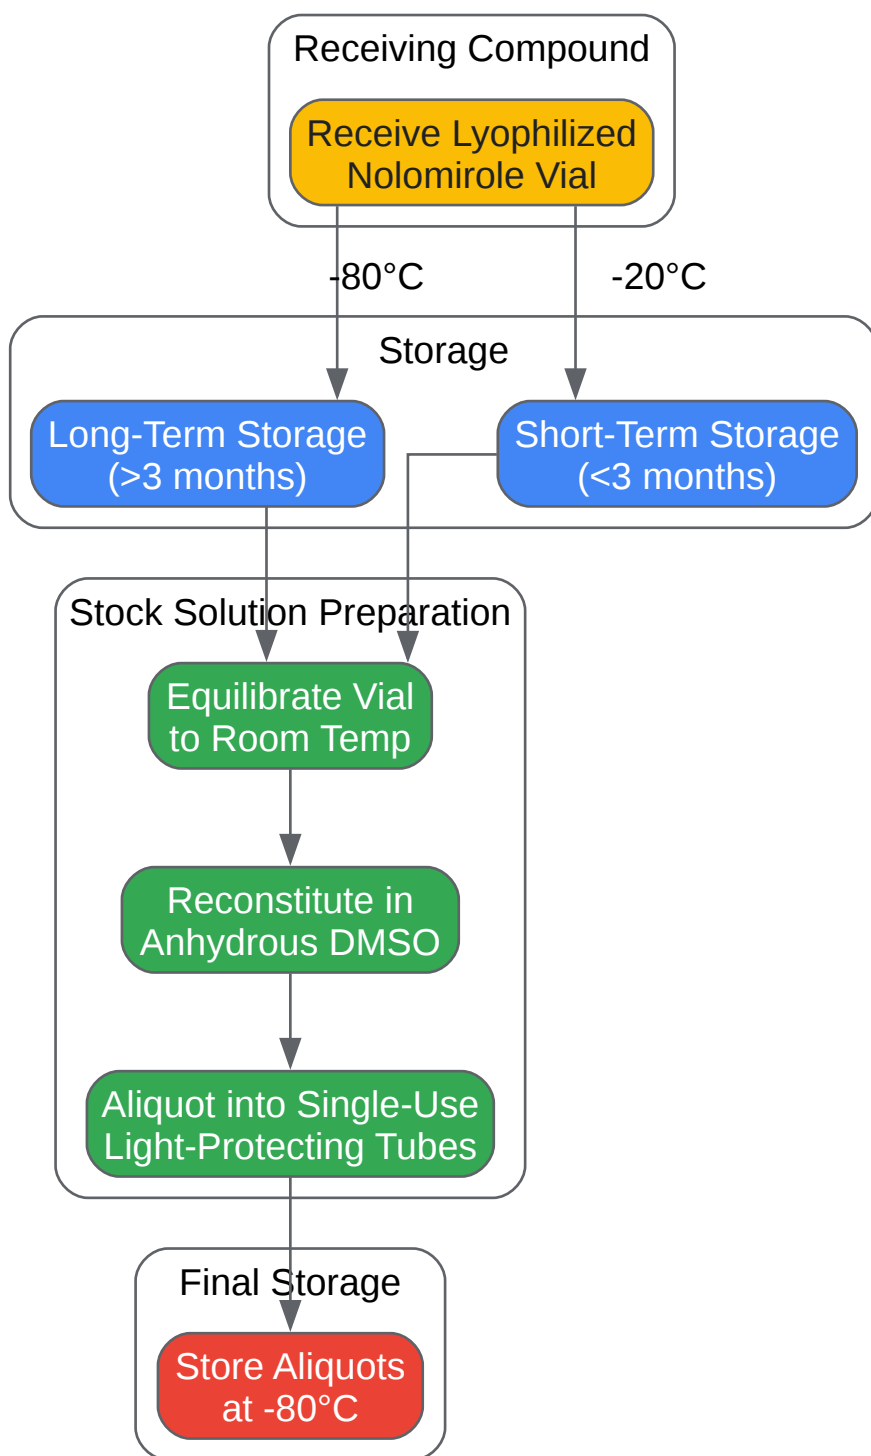 Receiving Compound
Receive Lyophilized
Nolomirole Vial
-80°C
-20°C
Storage
Long-Term Storage
(>3 months)
Short-Term Storage
(<3 months)
Stock Solution Preparation
Equilibrate Vial
to Room Temp
Reconstitute in
Anhydrous DMSO
Aliquot into Single-Use
Light-Protecting Tubes
Final Storage
Store Aliquots
at -80°C